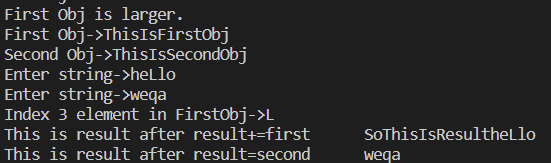 First Obj is larger.
First Obj->ThisIsFirstObj
Second Obj->ThisIsSecondObj
Enter string->heLlo
Enter string->weqa
Index 3 element in FirstObj->L
This is result after result+=first	SoThisIsResultheLlo
This is result after result=second	weqa